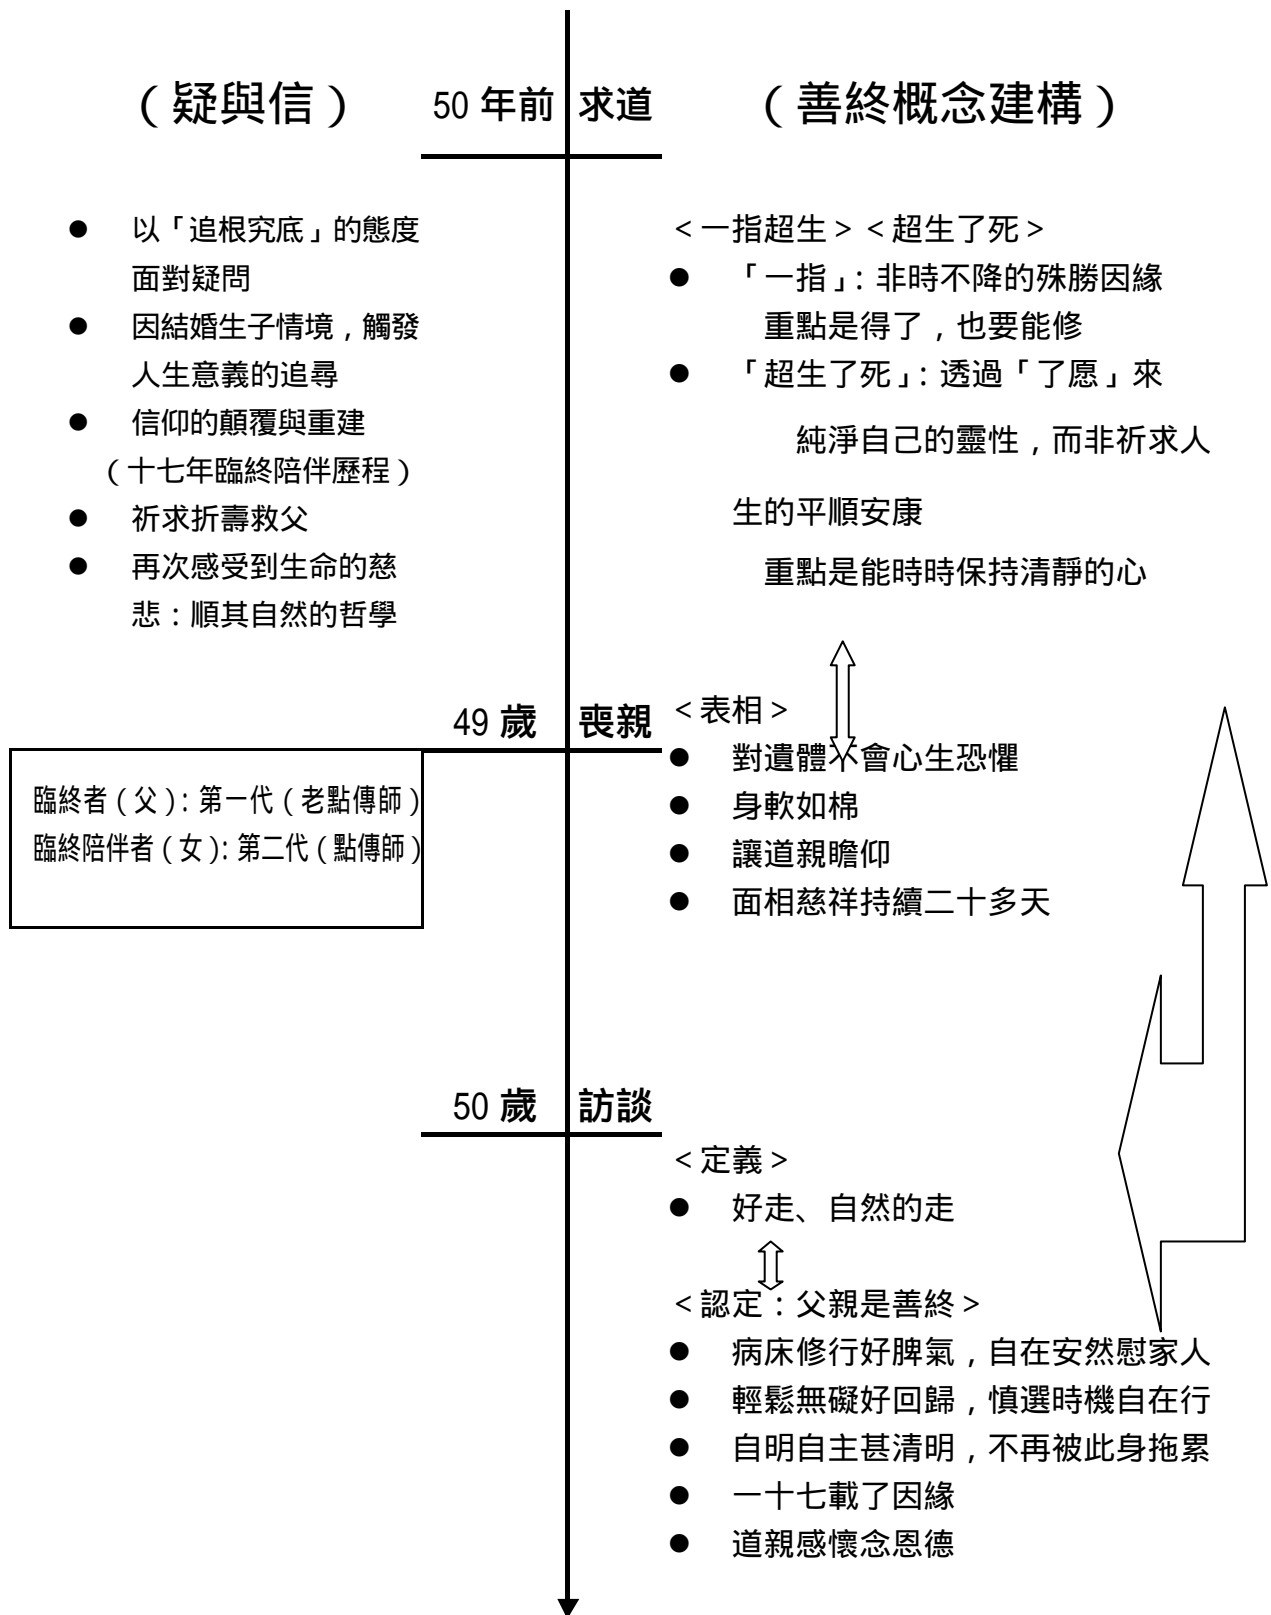 （疑與信）
50 年前 求道
（善終概念建構）
● 以「追根究底」的態度
面對疑問
● 因結婚生子情境，觸發
人生意義的追尋
● 信仰的顛覆與重建
（十七年臨終陪伴歷程）
● 祈求折壽救父
● 再次感受到生命的慈
悲：順其自然的哲學
<一指超生> <超生了死>
● 「一指」：非時不降的殊勝因緣
重點是得了，也要能修
● 「超生了死」：透過「了愿」來
純淨自己的靈性，而非祈求人
生的平順安康
重點是能時時保持清靜的心
49 歲 喪親
臨終者（父）：第一代（老點傳師）
臨終陪伴者（女）：第二代（點傳師）
<表相>
● 對遺體不會心生恐懼
● 身軟如棉
● 讓道親瞻仰
● 面相慈祥持續二十多天
50 歲 訪談
<定義>
● 好走、自然的走
<認定：父親是善終>
● 病床修行好脾氣，自在安然慰家人
● 輕鬆無礙好回歸，慎選時機自在行
● 自明自主甚清明，不再被此身拖累
● 一十七載了因緣
● 道親感懷念恩德